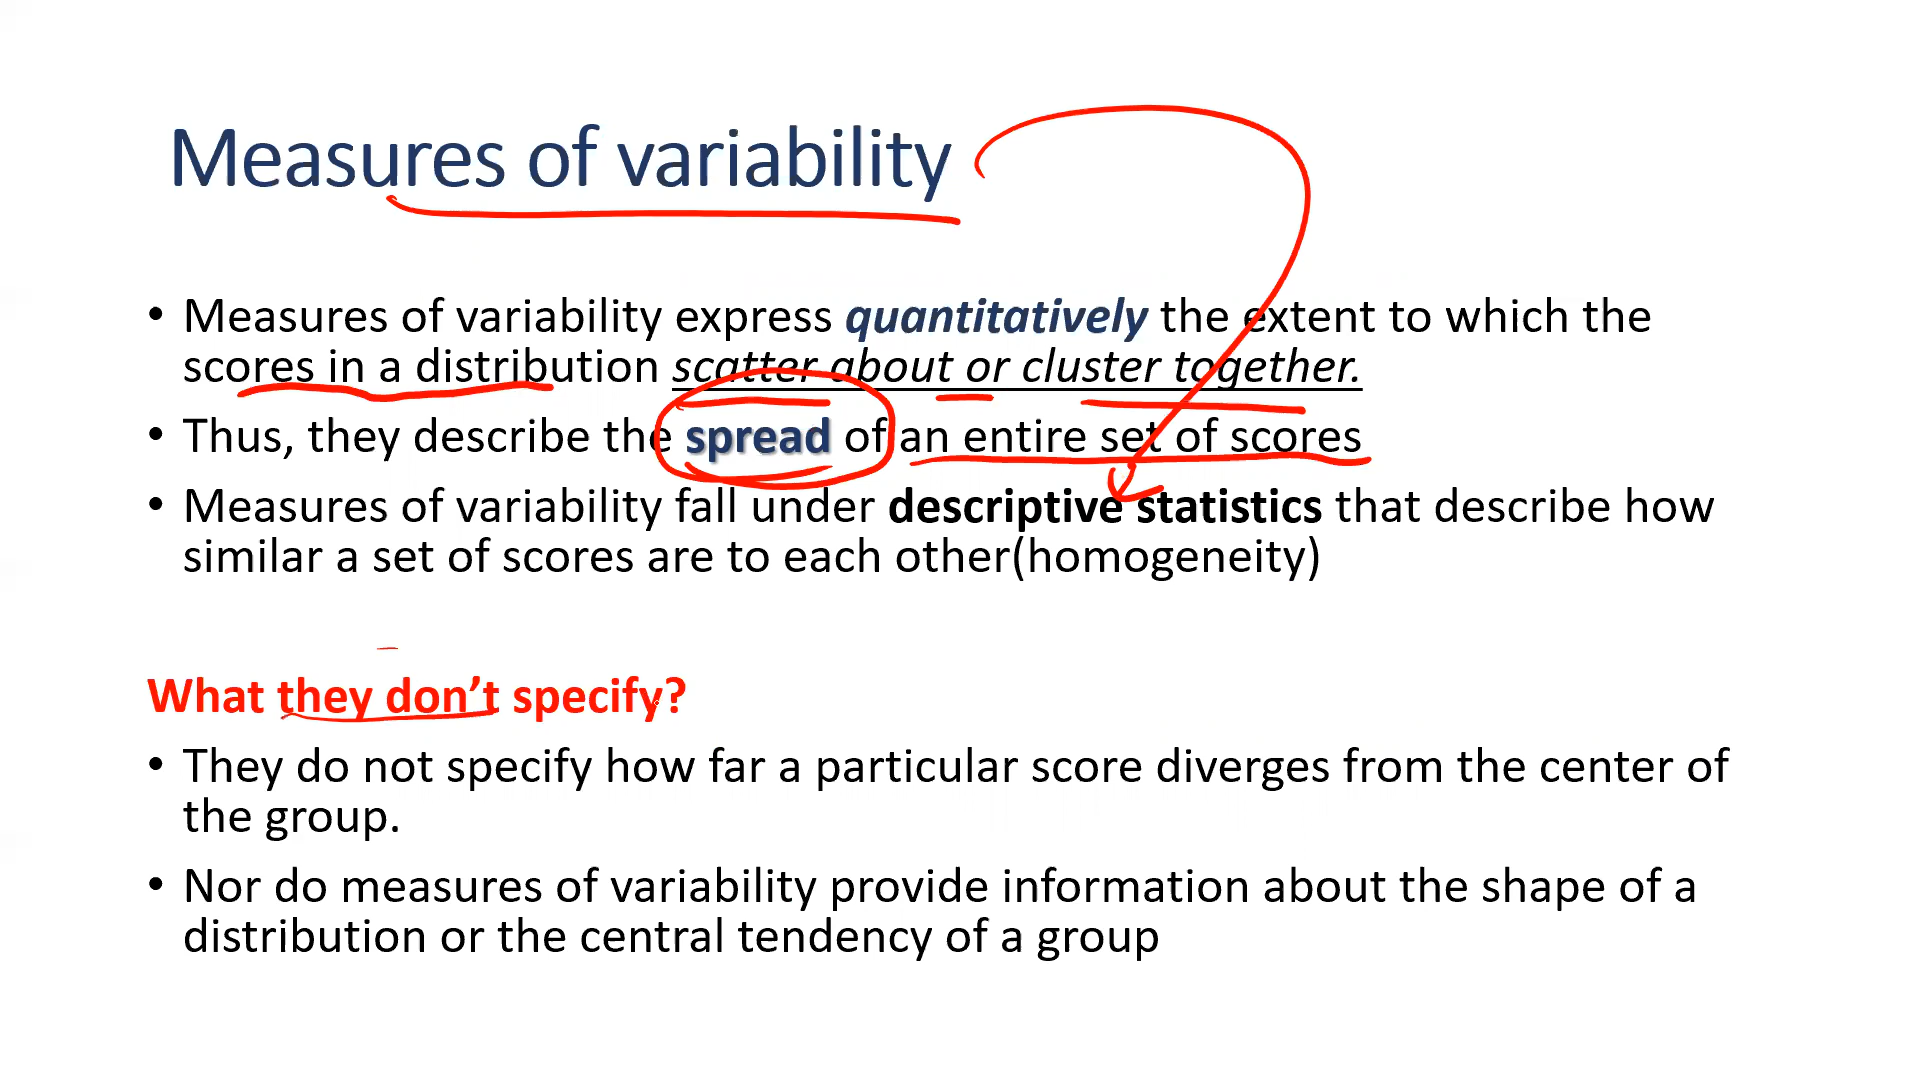 Measures of variability
• Measures of variability express quantitatively the extent to which the
scores in a distribution scatter about or cluster together.
• Thus, they describe the spread of an entire set of scores
• Measures of variability fall under descriptive statistics that describe how
similar a set of scores are to each other(homogeneity)
What they don’t specify?
• They do not specify how far a particular score diverges from the center of
the group.
• Nor do measures of variability provide information about the shape of a
distribution or the central tendency of a group